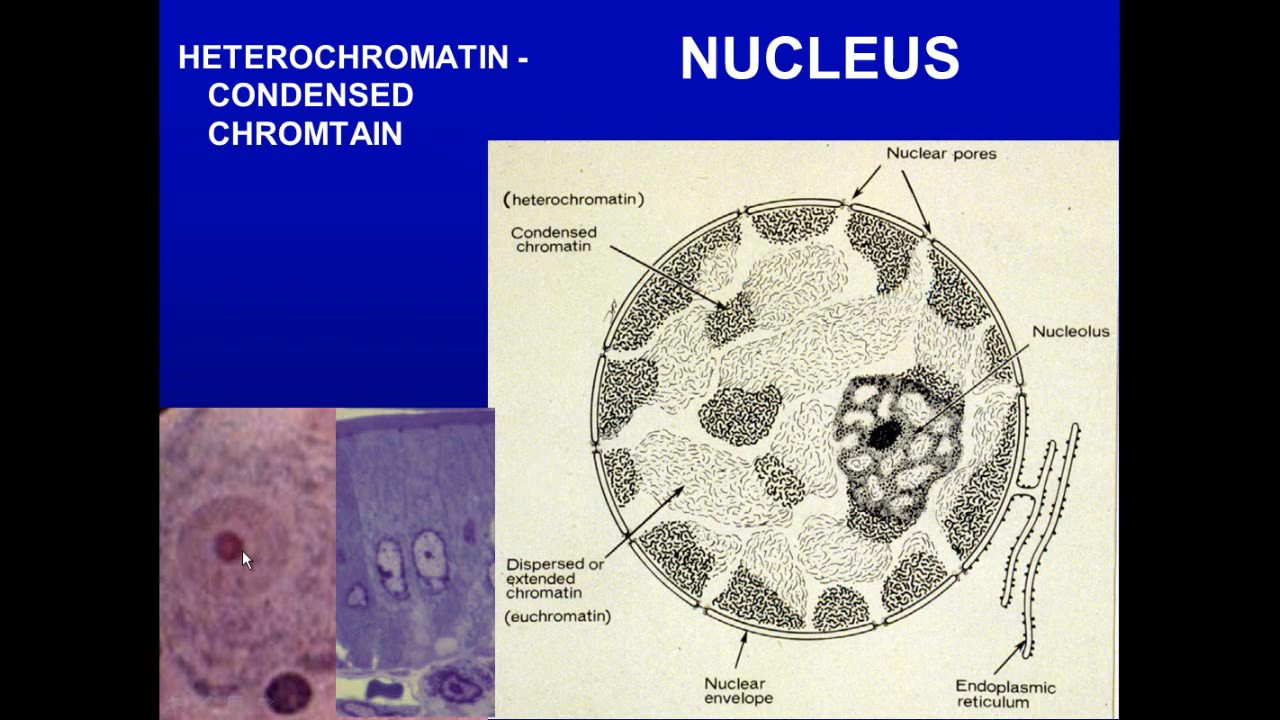 HETEROCHROMATIN -
CONDENSED
CHROMTAIN
NUCLEUS
Nuclear pores
(heterochromatin)
Condensed
chromatin
Nucleolus
Dispersed or
extended
chromatin
(euchromatin)
Nuclear
envelope
Endoplasmic
reticulum